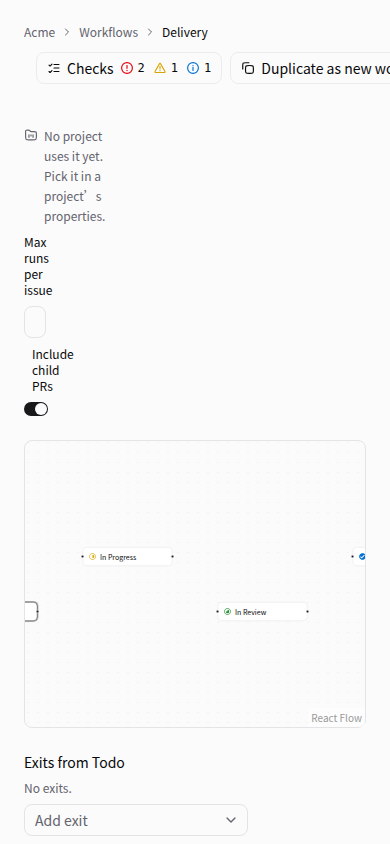 Acme > Workflows > Delivery
Checks 2 1 1 Duplicate as new wo
No project
uses it yet.
Pick it in a
project’s
properties.
Max
runs
per
issue
Include
child
PRs
In Progress
In Review
React Flow
Exits from Todo
No exits.
Add exit